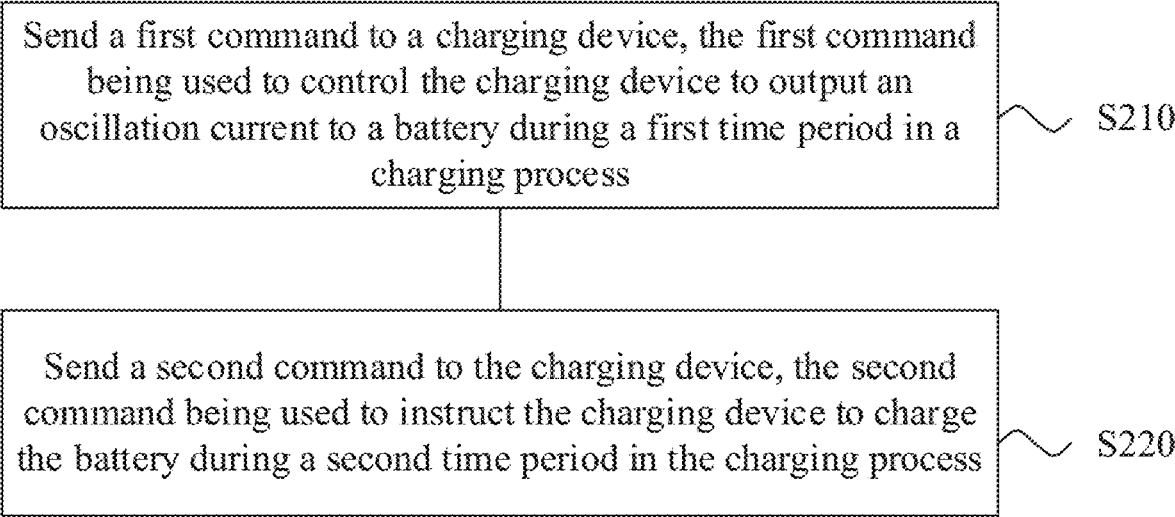 Send a first command to a charging device, the first command
being used to control the charging device to output an
oscillation current to a battery during a first time period in a
charging process
S210
Send a second command to the charging device, the second
command being used to instruct the charging device to charge
the battery during a second time period in the charging process
S220